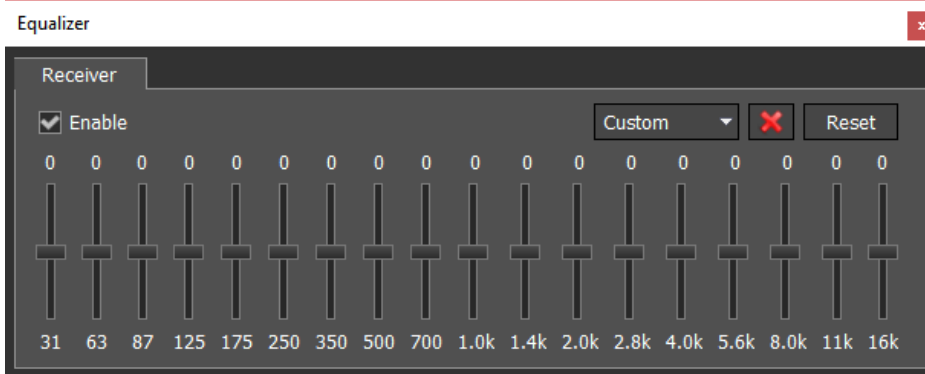 Equalizer
x
Receiver
Enable
Custom
Reset
0 0 0 0 0 0 0 0 0 0 0 0 0 0 0 0 0 0
31 63 87 125 175 250 350 500 700 1.0k 1.4k 2.0k 2.8k 4.0k 5.6k 8.0k 11k 16k